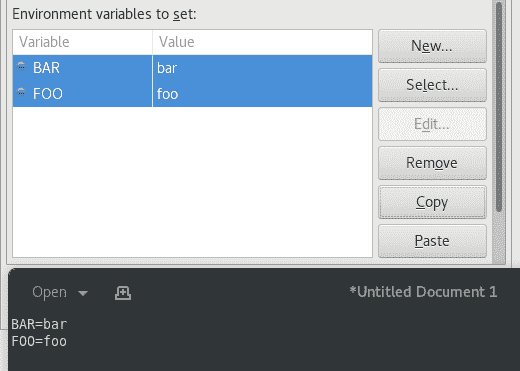 Environment variables to set:
Variable Value
BAR bar
FOO foo
New...
Select...
Edit...
Remove
Copy
Paste
Open *Untitled Document 1
BAR=bar
FOO=foo